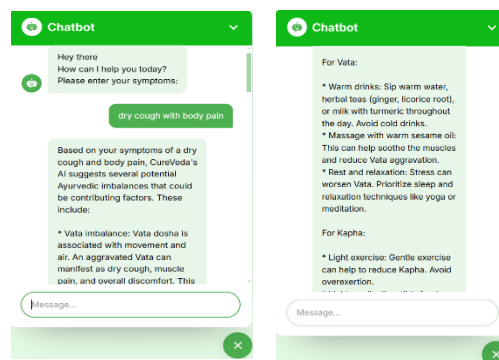 Chatbot
Hey there
How can I help you today?
Please enter your symptoms:
dry cough with body pain
Based on your symptoms of a dry
cough and body pain, CureVeda's
AI suggests several potential
Ayurvedic imbalances that could
be contributing factors. These
include:
* Vata imbalance: Vata dosha is
associated with movement and
air. An aggravated Vata can
manifest as dry cough, muscle
pain, and overall discomfort. This
Message...
Chatbot
For Vata:
* Warm drinks: Sip warm water,
herbal teas (ginger, licorice root),
or milk with turmeric throughout
the day. Avoid cold drinks.
* Massage with warm sesame oil:
This can help soothe the muscles
and reduce Vata aggravation.
* Rest and relaxation: Stress can
worsen Vata. Prioritize sleep and
relaxation techniques like yoga or
meditation.
For Kapha:
* Light exercise: Gentle exercise
can help to reduce Kapha. Avoid
overexertion.
Message...